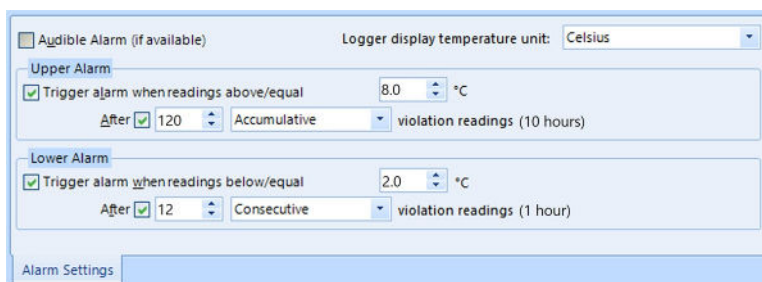 Audible Alarm (if available) Logger display temperature unit: Celsius
Upper Alarm
Trigger alarm when readings above/equal 8.0 °C
After 120 Accumulative violation readings (10 hours)
Lower Alarm
Trigger alarm when readings below/equal 2.0 °C
After 12 Consecutive violation readings (1 hour)
Alarm Settings